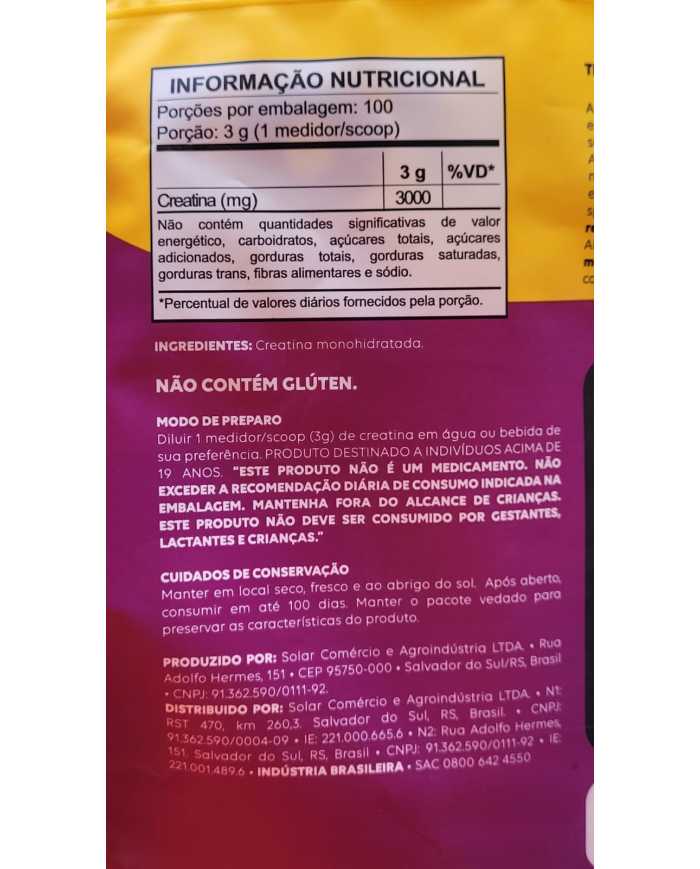 INFORMAÇÃO NUTRICIONAL
Porções por embalagem: 100
Porção: 3 g (1 medidor/scoop)
3 g %VD*
Creatina (mg) 3000
Não contém quantidades significativas de valor
energético, carboidratos, açúcares totais, açúcares
adicionados, gorduras totais, gorduras saturadas,
gorduras trans, fibras alimentares e sódio.
*Percentual de valores diários fornecidos pela porção.
INGREDIENTES: Creatina monohidratada.
NÃO CONTÉM GLÚTEN.
MODO DE PREPARO
Diluir 1 medidor/scoop (3g) de creatina em água ou bebida de
sua preferência. PRODUTO DESTINADO A INDIVÍDUOS ACIMA DE
19 ANOS. "ESTE PRODUTO NÃO É UM MEDICAMENTO. NÃO
EXCEDER A RECOMENDAÇÃO DIÁRIA DE CONSUMO INDICADA NA
EMBALAGEM. MANTENHA FORA DO ALCANCE DE CRIANÇAS.
ESTE PRODUTO NÃO DEVE SER CONSUMIDO POR GESTANTES,
LACTANTES E CRIANÇAS."
CUIDADOS DE CONSERVAÇÃO
Manter em local seco, fresco e ao abrigo do sol. Após aberto,
consumir em até 100 dias. Manter o pacote vedado para
preservar as características do produto.
PRODUZIDO POR: Solar Comércio e Agroindústria LTDA. • Rua
Adolfo Hermes, 151 • CEP 95750-000 • Salvador do Sul/RS, Brasil
• CNPJ: 91.362.590/0111-92.
DISTRIBUIDO POR: Solar Comércio e Agroindústria LTDA. • N1:
RST 470, km 260,3. Salvador do Sul, RS, Brasil. • CNPJ:
91.362.590/0004-09 • IE: 221.000.665.6 • N2: Rua Adolfo Hermes,
151. Salvador do Sul, RS, Brasil • CNPJ: 91.362.590/0111-92 • IE:
221.001.489.6 • INDÚSTRIA BRASILEIRA • SAC 0800 642 4550